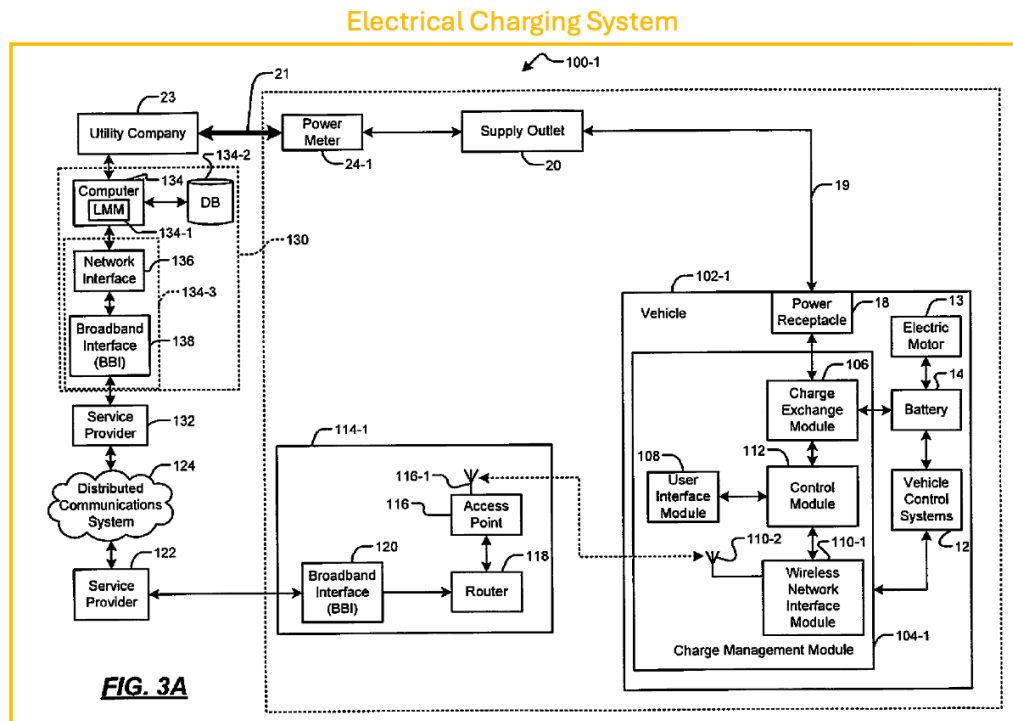 Electrical Charging System
100-1
21
23
Utility Company
Power
Meter
24-1
Supply Outlet
20
134-2
134
Computer
LMM
134-1
DB
19
130
Network
Interface
136
134-3
Broadband
Interface
(BBI)
138
102-1
Vehicle
Power
Receptacle
18
13
Electric
Motor
106
14
Charge
Exchange
Module
Battery
Service
Provider
132
114-1
124
Distributed
Communications
System
116-1
116
Access
Point
108
User
Interface
Module
112
Control
Module
Vehicle
Control
Systems
12
122
Service
Provider
120
Broadband
Interface
(BBI)
118
Router
110-2
110-1
Wireless
Network
Interface
Module
104-1
Charge Management Module
FIG. 3A